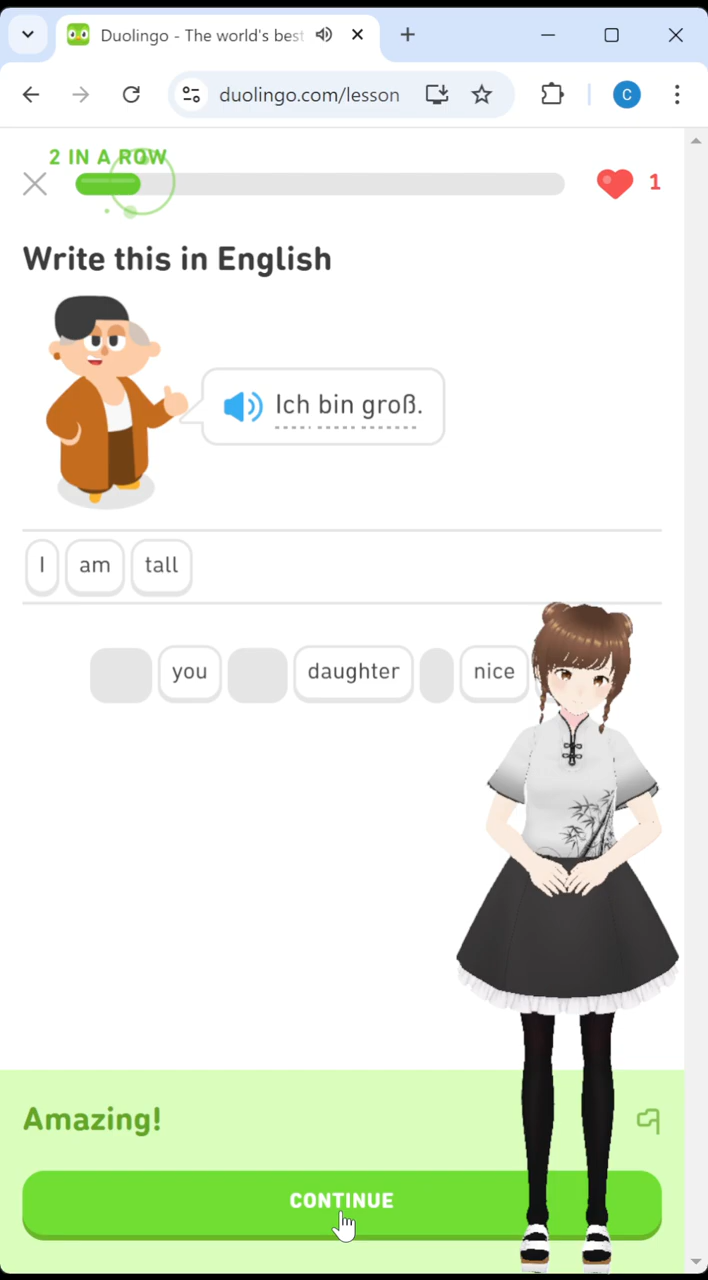 Duolingo - The world's best
duolingo.com/lesson
C
2 IN A ROW
1
Write this in English
Ich bin groß.
I am tall
you daughter nice
Amazing!
CONTINUE